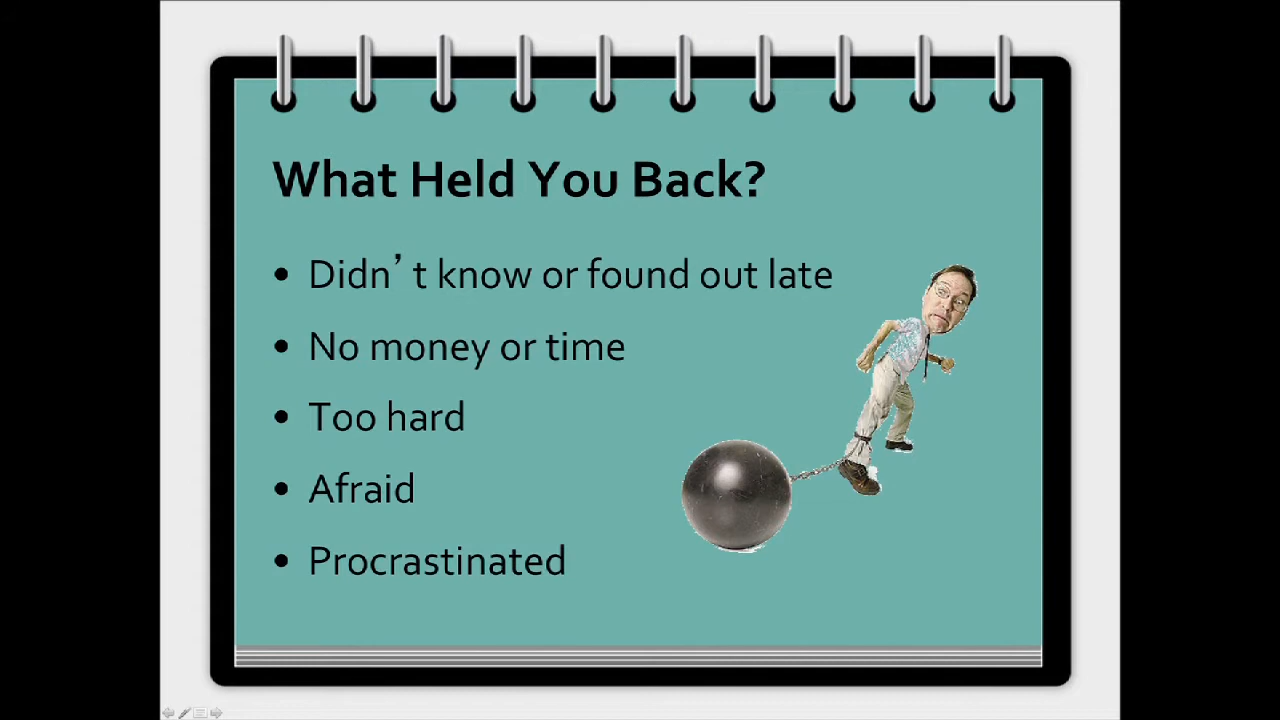 What Held You Back?
• Didn’t know or found out late
• No money or time
• Too hard
• Afraid
• Procrastinated